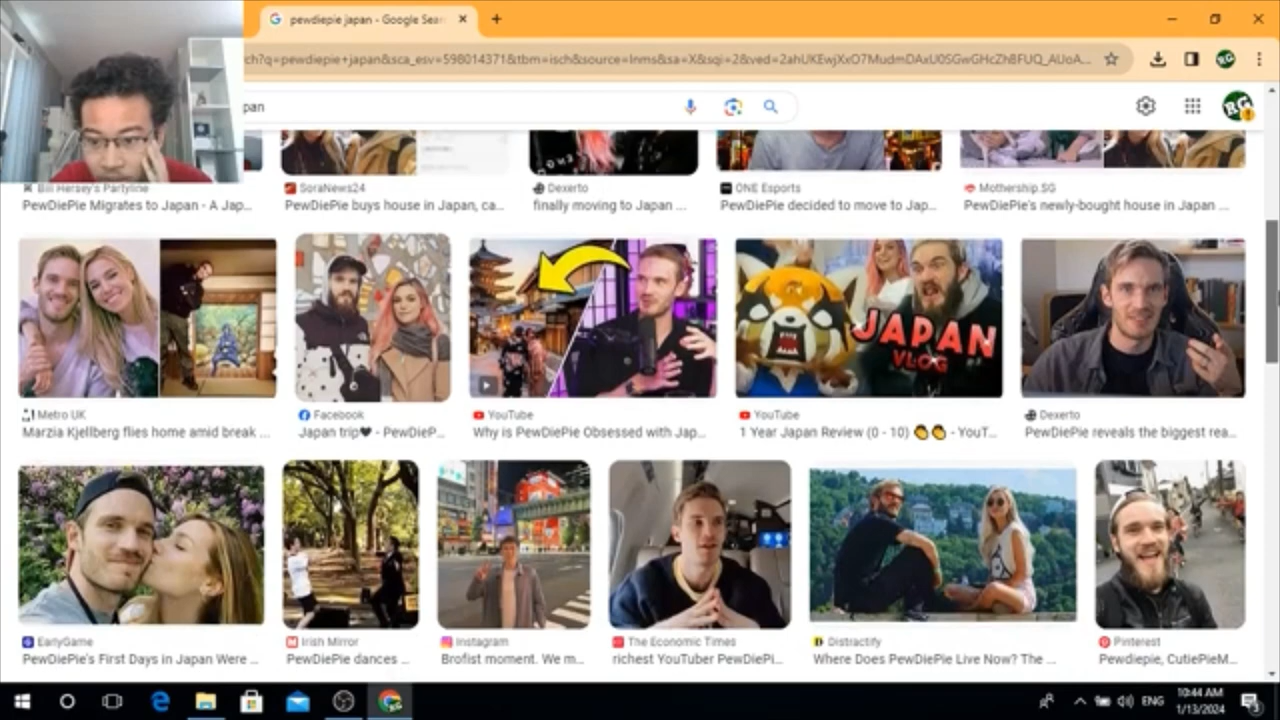 pewdiepie japan - Google Sear
ch?q=pewdiepie+japan&sca_esv=598014371&tbm=isch&source=lnms&sa=X&sqi=2&ved=2ahUKEwjXxO7MudmDAxU0SGwGHcZhBFUQ_AUoA...
RG
pan
RG
Bill Hersey's Partyline
SoraNews24
Dexerto
ONE Esports
Mothership.SG
PewDiePie Migrates to Japan - A Jap...
PewDiePie buys house in Japan, ca...
finally moving to Japan ...
PewDiePie decided to move to Jap...
PewDiePie's newly-bought house in Japan ...
JAPAN
VLOG
Metro UK
Facebook
YouTube
YouTube
Dexerto
Marzia Kjellberg flies home amid break ...
Japan trip🖤 - PewDieP...
Why is PewDiePie Obsessed with Jap...
1 Year Japan Review (0 - 10) 👏👏 - YouT...
PewDiePie reveals the biggest rea...
EarlyGame
Irish Mirror
Instagram
The Economic Times
Distractify
Pinterest
PewDiePie's First Days in Japan Were ...
PewDiePie dances ...
Brofist moment. We m...
richest YouTuber PewDiePi...
Where Does PewDiePie Live Now? The ...
Pewdiepie, CutiePieM...
ENG
10:44 AM
1/13/2024